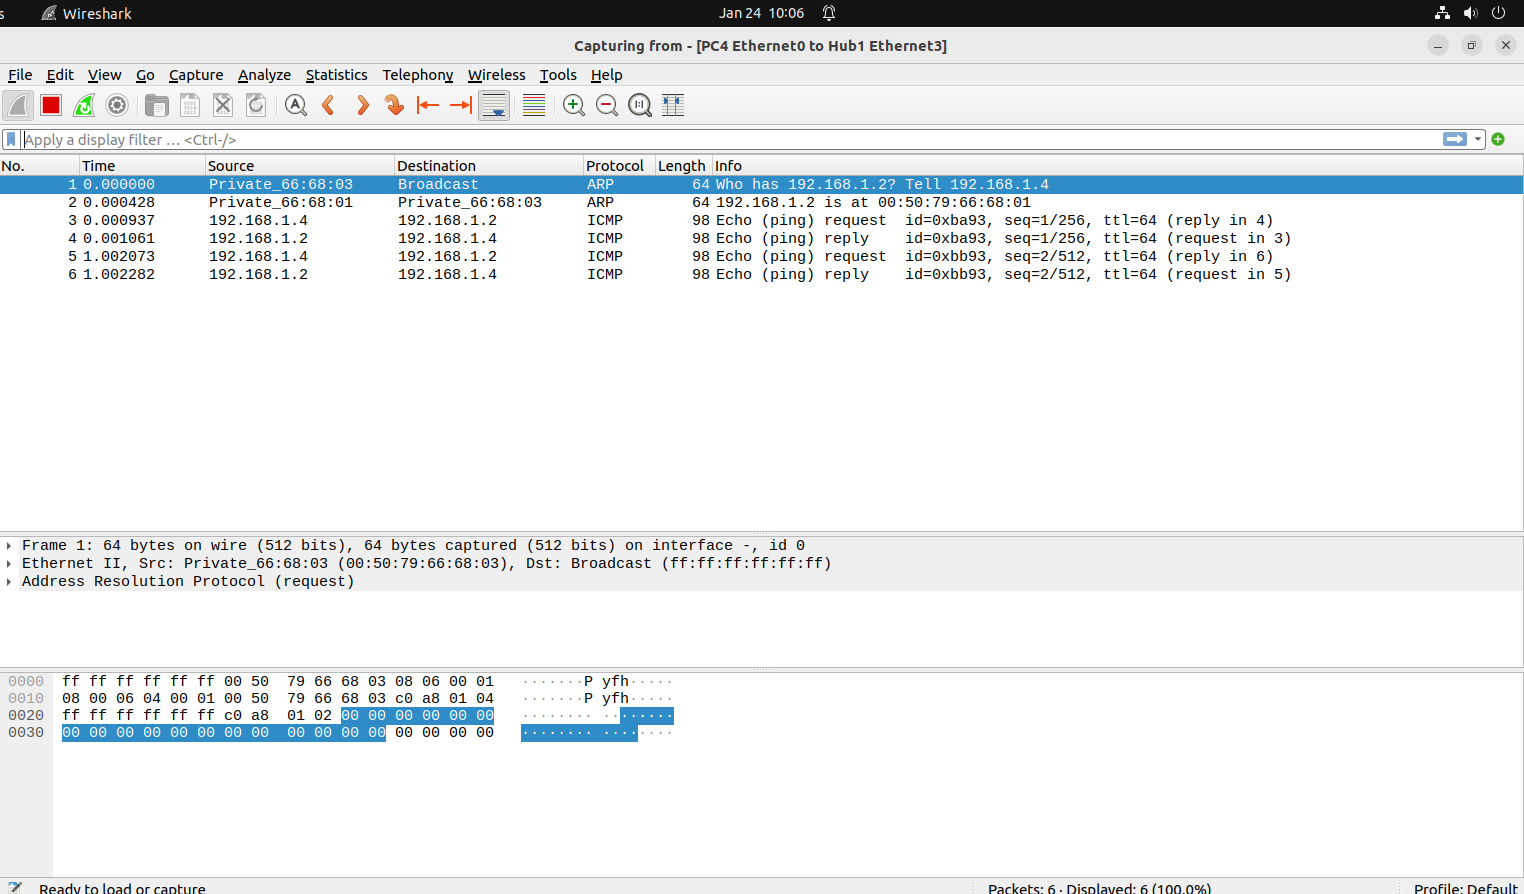 s Wireshark Jan 24 10:06
Capturing from - [PC4 Ethernet0 to Hub1 Ethernet3]
File Edit View Go Capture Analyze Statistics Telephony Wireless Tools Help
Apply a display filter … <Ctrl-/>
No. Time Source Destination Protocol Length Info
1 0.000000 Private_66:68:03 Broadcast ARP 64 Who has 192.168.1.2? Tell 192.168.1.4
2 0.000428 Private_66:68:01 Private_66:68:03 ARP 64 192.168.1.2 is at 00:50:79:66:68:01
3 0.000937 192.168.1.4 192.168.1.2 ICMP 98 Echo (ping) request id=0xba93, seq=1/256, ttl=64 (reply in 4)
4 0.001061 192.168.1.2 192.168.1.4 ICMP 98 Echo (ping) reply id=0xba93, seq=1/256, ttl=64 (request in 3)
5 1.002073 192.168.1.4 192.168.1.2 ICMP 98 Echo (ping) request id=0xbb93, seq=2/512, ttl=64 (reply in 6)
6 1.002282 192.168.1.2 192.168.1.4 ICMP 98 Echo (ping) reply id=0xbb93, seq=2/512, ttl=64 (request in 5)
Frame 1: 64 bytes on wire (512 bits), 64 bytes captured (512 bits) on interface -, id 0
Ethernet II, Src: Private_66:68:03 (00:50:79:66:68:03), Dst: Broadcast (ff:ff:ff:ff:ff:ff)
Address Resolution Protocol (request)
0000 ff ff ff ff ff ff 00 50 79 66 68 03 08 06 00 01 ·······P yfh·····
0010 08 00 06 04 00 01 00 50 79 66 68 03 c0 a8 01 04 ·······P yfh·····
0020 ff ff ff ff ff ff c0 a8 01 02 00 00 00 00 00 00 ········ ········
0030 00 00 00 00 00 00 00 00 00 00 00 00 00 00 00 00 ········ ········
Ready to load or capture Packets: 6 · Displayed: 6 (100.0%) Profile: Default